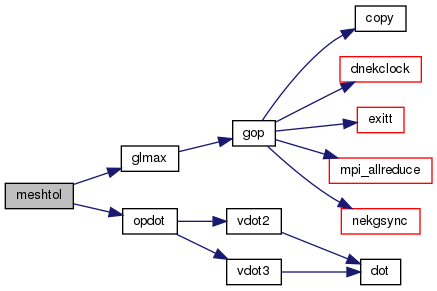 copy
dnekclock
exitt
gop
glmax
mpi_allreduce
meshtol
opdot
vdot2
nekgsync
vdot3
dot